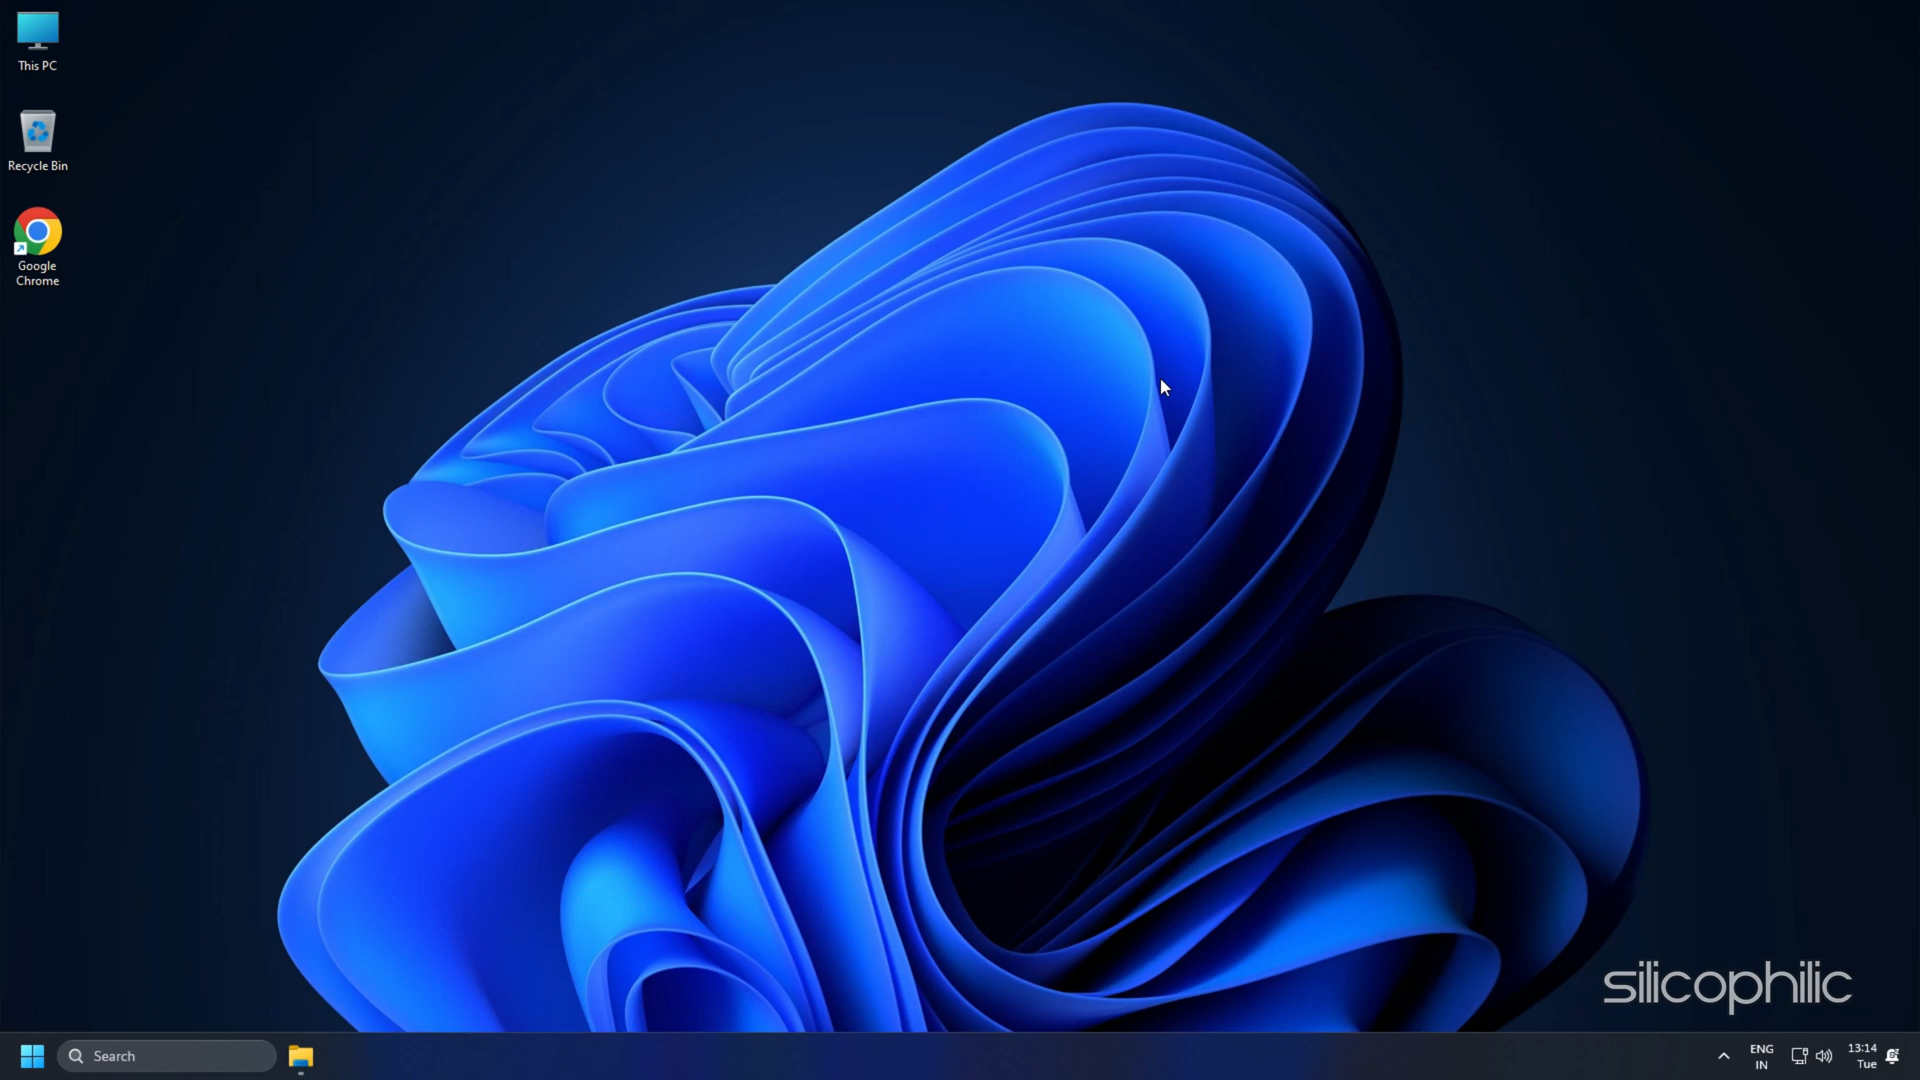 This PC
Recycle Bin
Google
Chrome
silicophilic
Search
ENG
IN
13:14
Tue